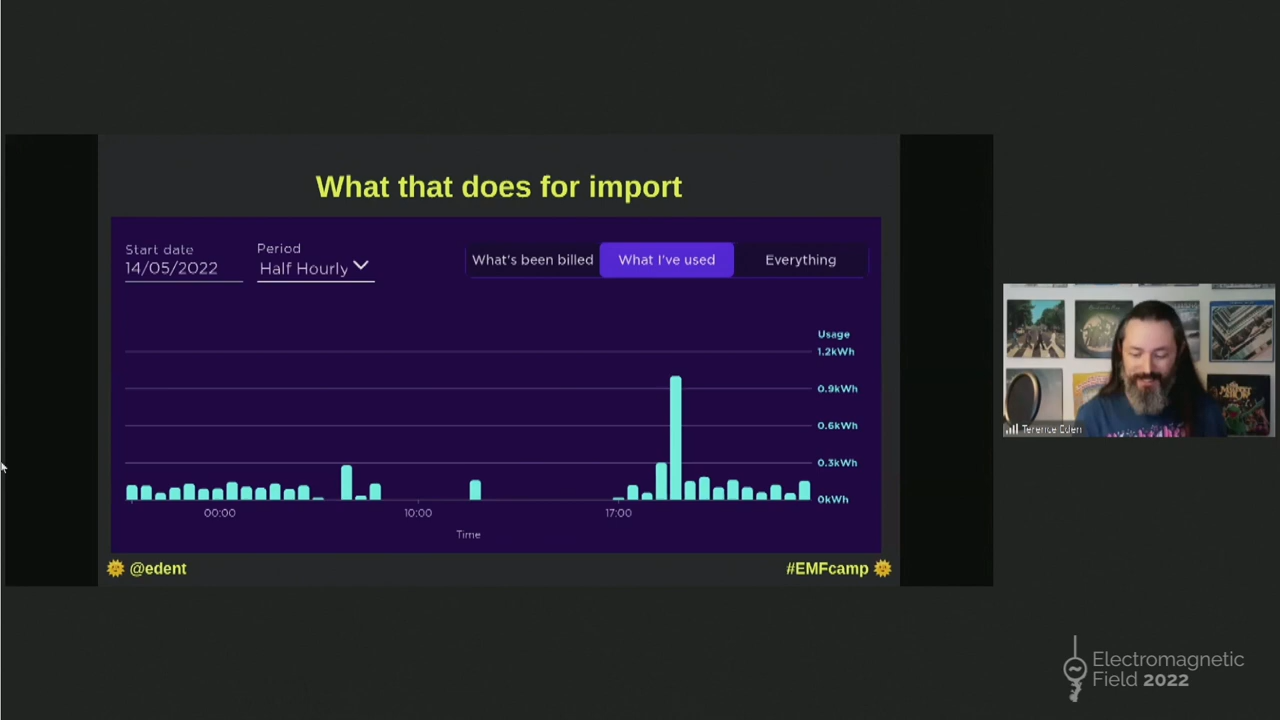 What that does for import
Start date
14/05/2022
Period
Half Hourly
What's been billed
What I've used
Everything
Usage
1.2kWh
0.9kWh
0.6kWh
0.3kWh
0kWh
00:00
10:00
17:00
Time
@edent
#EMFcamp
Terence Eden
Electromagnetic
Field 2022